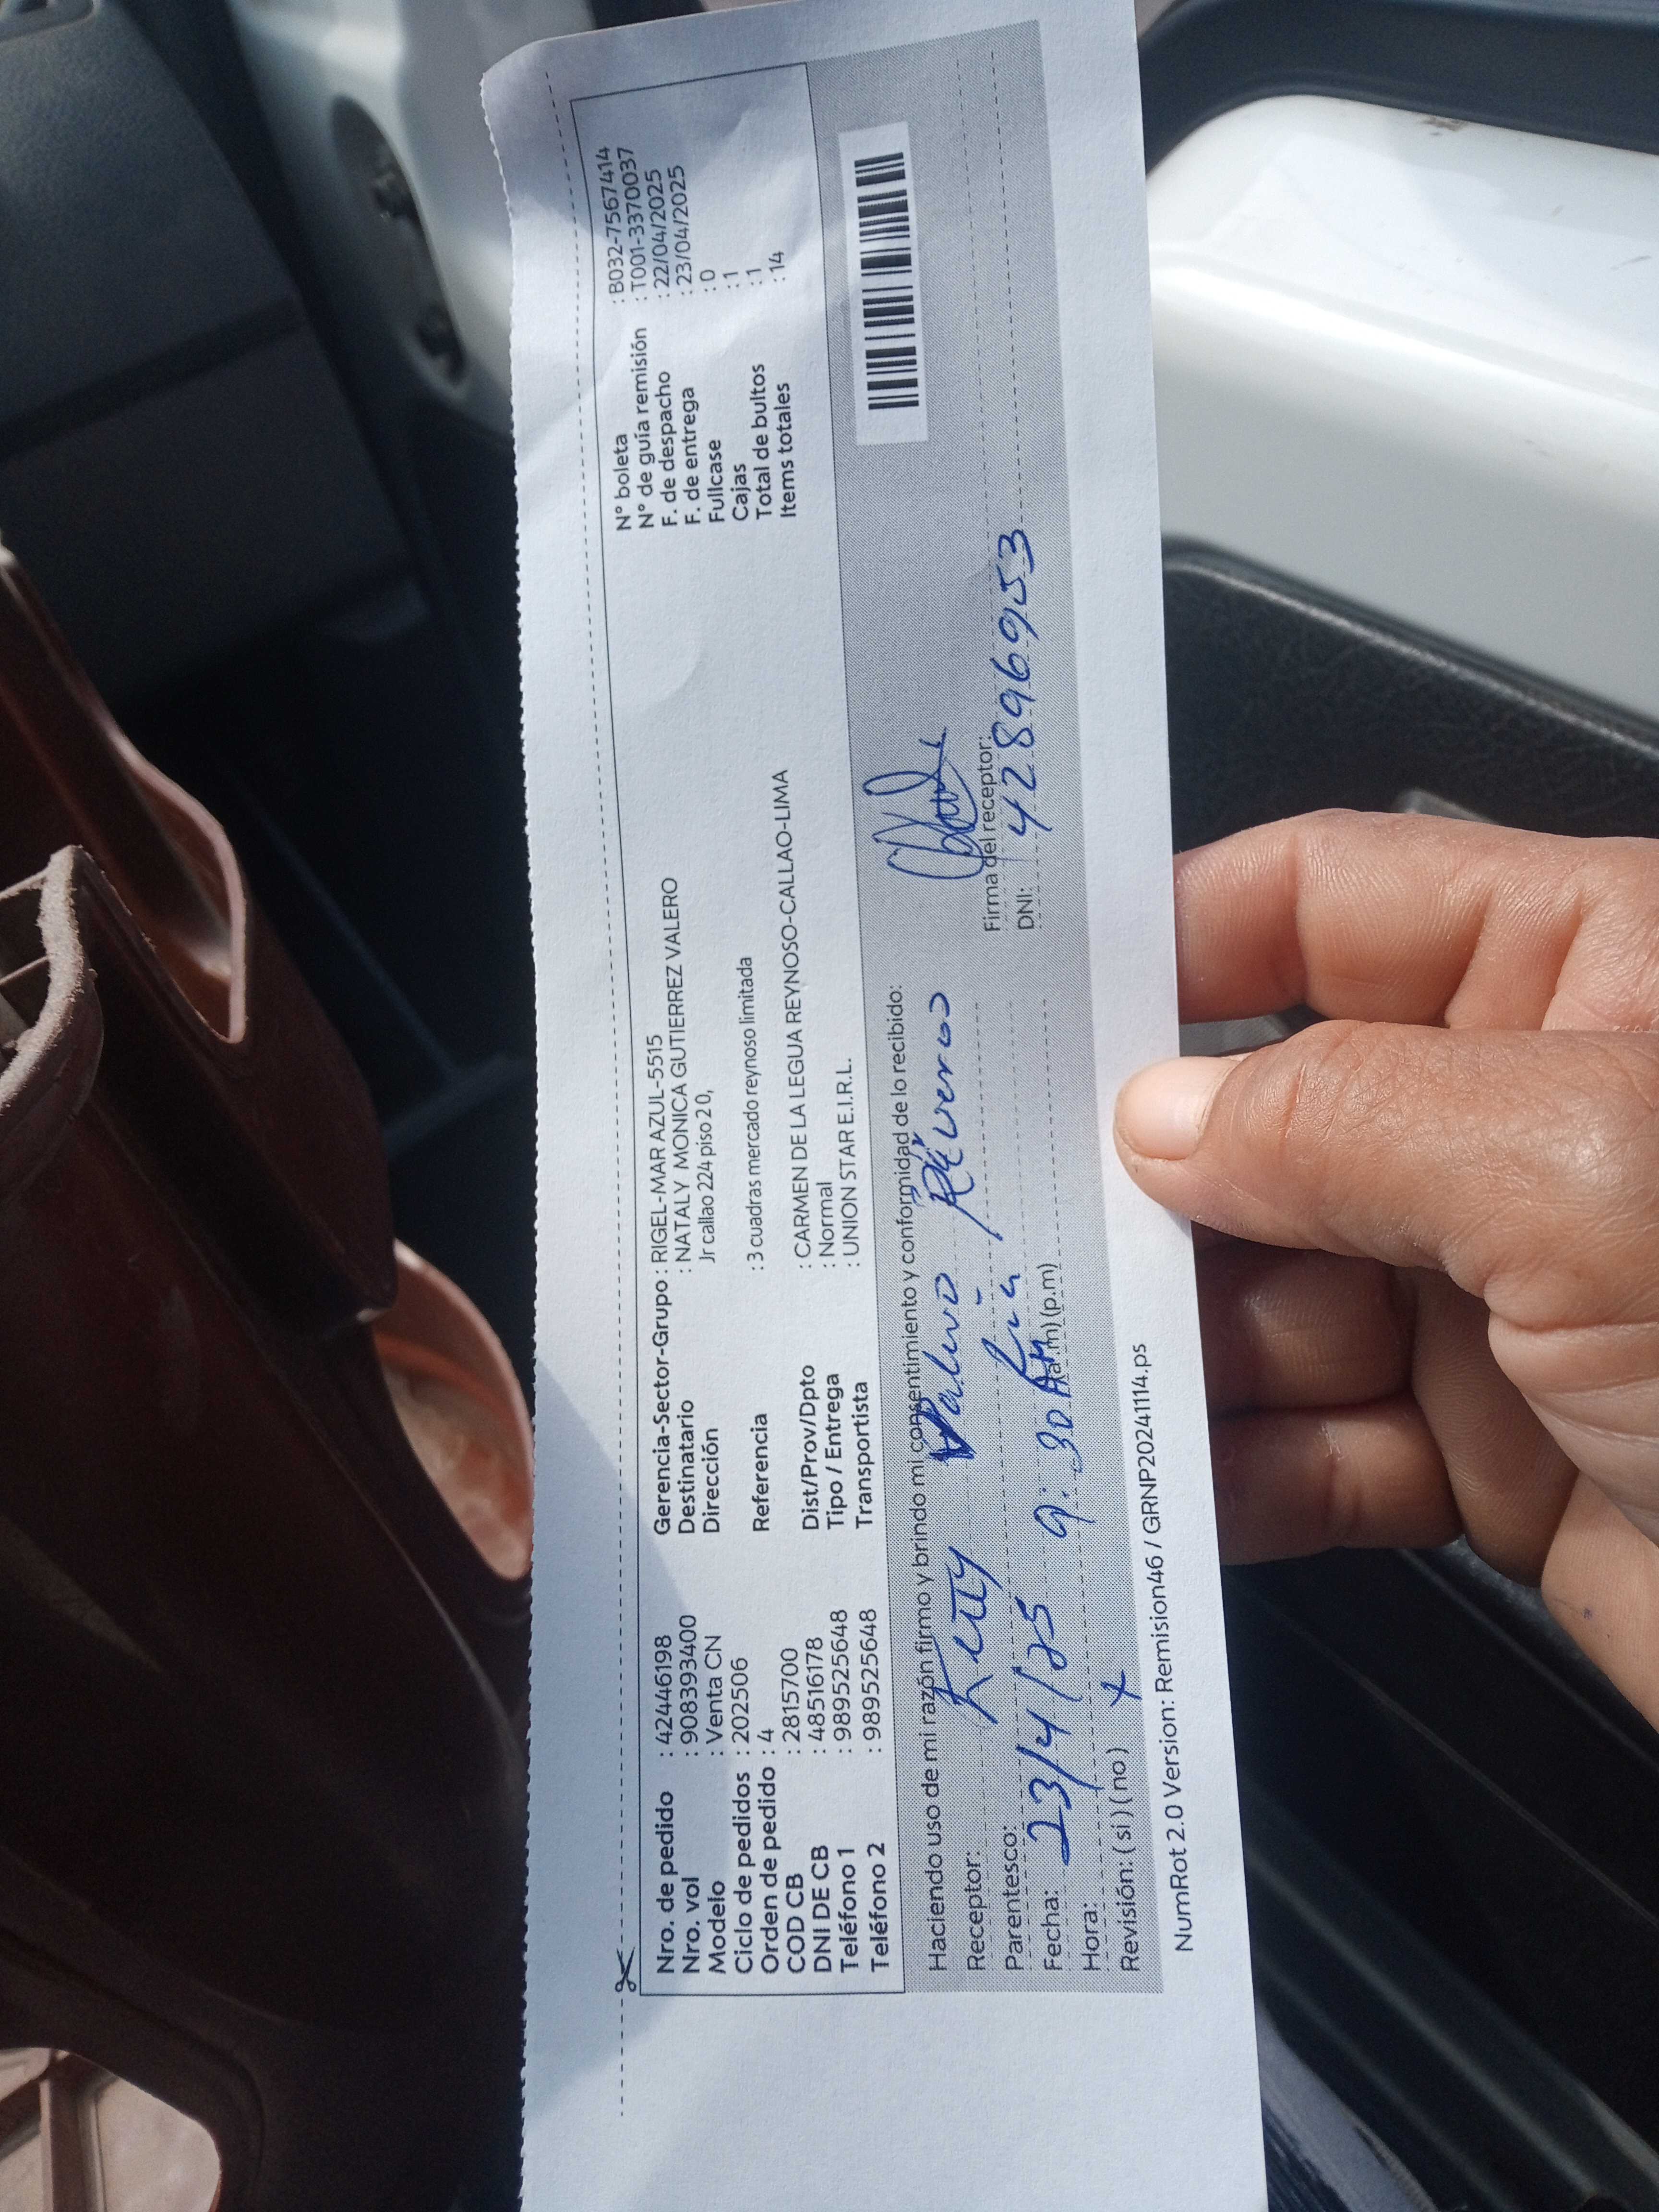 Nro. de pedido : 42446198
Nro. vol : 908393400
Modelo : Venta CN
Ciclo de pedidos : 202506
Orden de pedido : 4
COD CB : 2815700
DNI DE CB : 48516178
Teléfono 1 : 989525648
Teléfono 2 : 989525648
Gerencia-Sector-Grupo : RIGEL-MAR AZUL-5515
Destinatario : NATALY MONICA GUTIERREZ VALERO
Dirección Jr callao 224 piso 2 0,
Referencia : 3 cuadras mercado reynoso limitada
Dist/Prov/Dpto : CARMEN DE LA LEGUA REYNOSO-CALLAO-LIMA
Tipo / Entrega : Normal
Transportista : UNION STAR E.I.R.L.
N° boleta : B032-7567414
N° de guía remisión : T001-3370037
F. de despacho : 22/04/2025
F. de entrega : 23/04/2025
Fullcase : 0
Cajas : 1
Total de bultos : 1
Items totales : 14
Haciendo uso de mi razón firmo y brindo mi consentimiento y conformidad de lo recibido:
Receptor: Kitty
Parentesco:
Fecha: 23/4/25
Hora: 9:30 AM (a.m) (p.m)
Revisión: ( si ) ( no ) x
Firma del receptor:
DNI: 42896953
NumRot 2.0 Version: Remision46 / GRNP20241114.ps